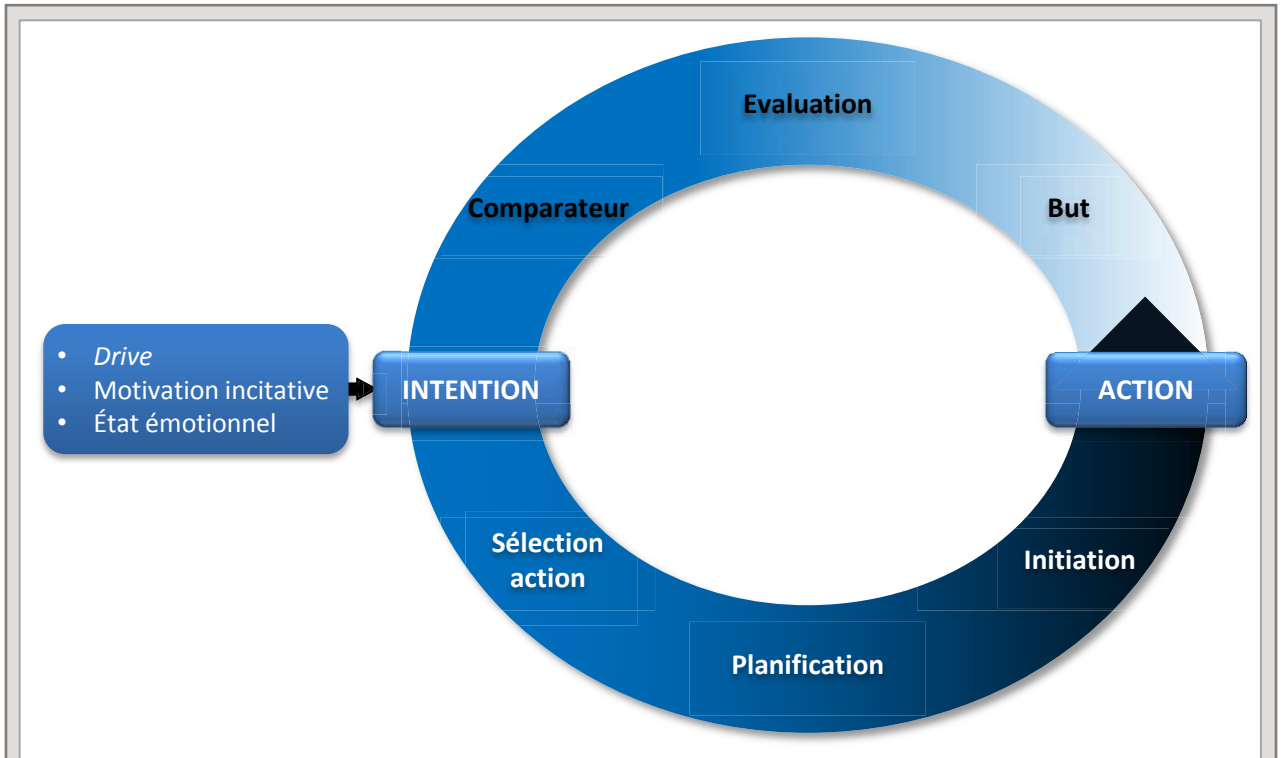 Evaluation
Comparateur
But
• Drive
• Motivation incitative
• État émotionnel
INTENTION
ACTION
Sélection
action
Initiation
Planification